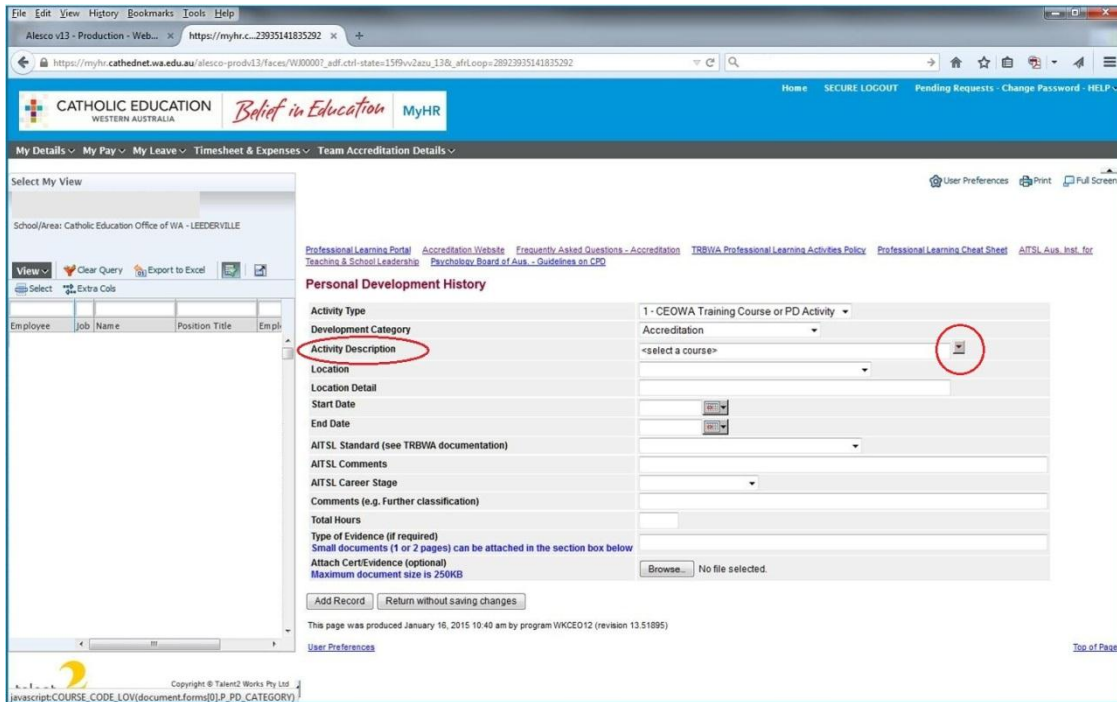 File Edit View History Bookmarks Tools Help
Alesco v13 - Production - Web... × https://myhr.c...23935141835292 × +
https://myhr.cathednet.wa.edu.au/alesco-prodv13/faces/WJ0000?_adf.ctrl-state=15f9vv2azu_13&_afrLoop=28923935141835292
Home SECURE LOGOUT Pending Requests - Change Password - HELP
CATHOLIC EDUCATION
WESTERN AUSTRALIA
Belief in Education
MyHR
My Details My Pay My Leave Timesheet & Expenses Team Accreditation Details
Select My View
User Preferences Print Full Screen
School/Area: Catholic Education Office of WA - LEEDERVILLE
Professional Learning Portal Accreditation Website Frequently Asked Questions - Accreditation TRBWA Professional Learning Activities Policy Professional Learning Cheat Sheet AITSL Aus. Inst. for
Teaching & School Leadership Psychology Board of Aus. - Guidelines on CPD
View Clear Query Export to Excel
Select Extra Cols
Employee Job Name Position Title Empl
Personal Development History
Activity Type 1 - CEOWA Training Course or PD Activity
Development Category Accreditation
Activity Description <select a course>
Location
Location Detail
Start Date
End Date
AITSL Standard (see TRBWA documentation)
AITSL Comments
AITSL Career Stage
Comments (e.g. Further classification)
Total Hours
Type of Evidence (if required)
Small documents (1 or 2 pages) can be attached in the section box below
Attach Cert/Evidence (optional) Browse... No file selected.
Maximum document size is 250KB
Add Record Return without saving changes
This page was produced January 16, 2015 10:40 am by program WKCEO12 (revision 13.51895)
User Preferences Top of Page
2
Copyright © Talent2 Works Pty Ltd
javascript:COURSE_CODE_LOV(document.forms[0].P_PD_CATEGORY)